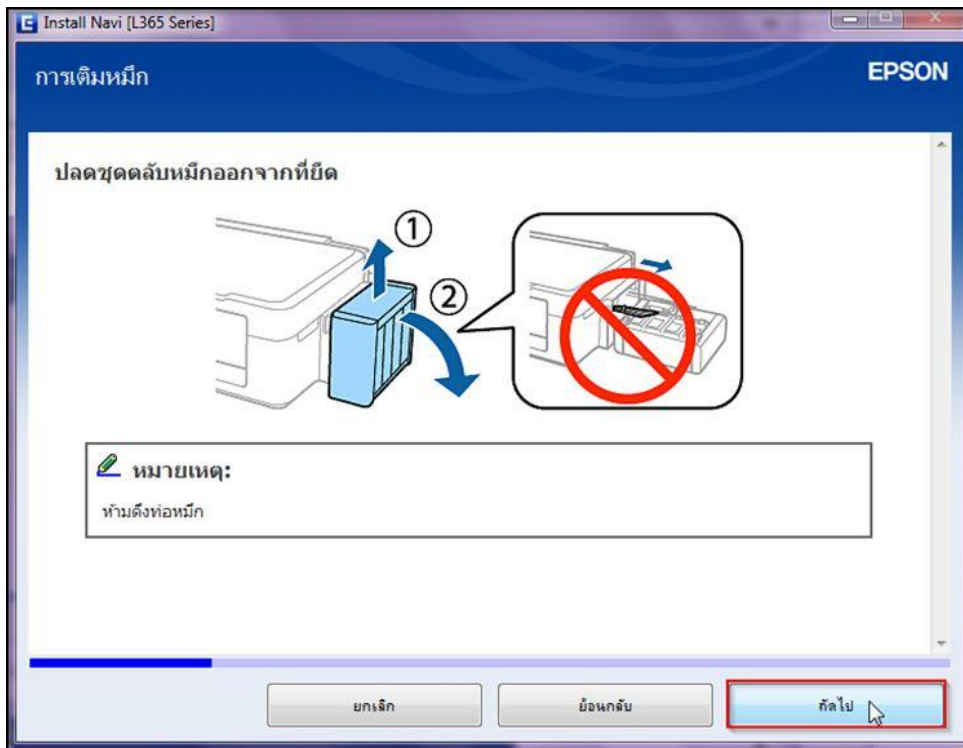 Install Navi [L365 Series]
การเติมหมึก
EPSON
ปลดชุดตลับหมึกออกจากที่ยึด
①
②
หมายเหตุ:
ห้ามดึงท่อหมึก
ยกเลิก
ย้อนกลับ
ถัดไป